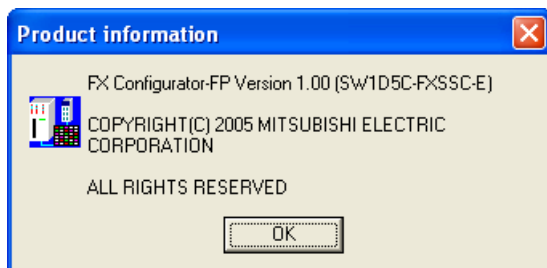 Product information
FX Configurator-FP Version 1.00 (SW1D5C-FXSSC-E)
COPYRIGHT(C) 2005 MITSUBISHI ELECTRIC
CORPORATION
ALL RIGHTS RESERVED
OK